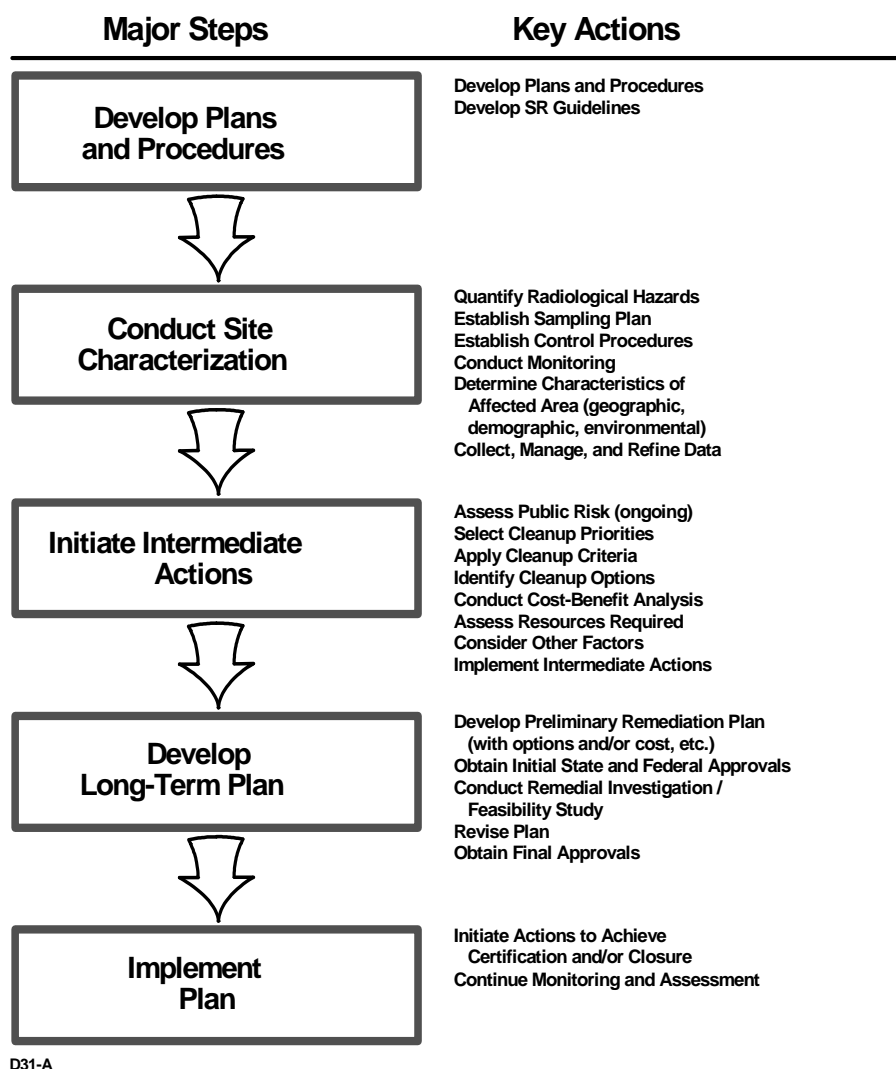 Major Steps
Key Actions
Develop Plans
and Procedures
Develop Plans and Procedures
Develop SR Guidelines
Conduct Site
Characterization
Quantify Radiological Hazards
Establish Sampling Plan
Establish Control Procedures
Conduct Monitoring
Determine Characteristics of
Affected Area (geographic,
demographic, environmental)
Collect, Manage, and Refine Data
Initiate Intermediate
Actions
Assess Public Risk (ongoing)
Select Cleanup Priorities
Apply Cleanup Criteria
Identify Cleanup Options
Conduct Cost-Benefit Analysis
Assess Resources Required
Consider Other Factors
Implement Intermediate Actions
Develop
Long-Term Plan
Develop Preliminary Remediation Plan
(with options and/or cost, etc.)
Obtain Initial State and Federal Approvals
Conduct Remedial Investigation /
Feasibility Study
Revise Plan
Obtain Final Approvals
Implement
Plan
Initiate Actions to Achieve
Certification and/or Closure
Continue Monitoring and Assessment
D31-A